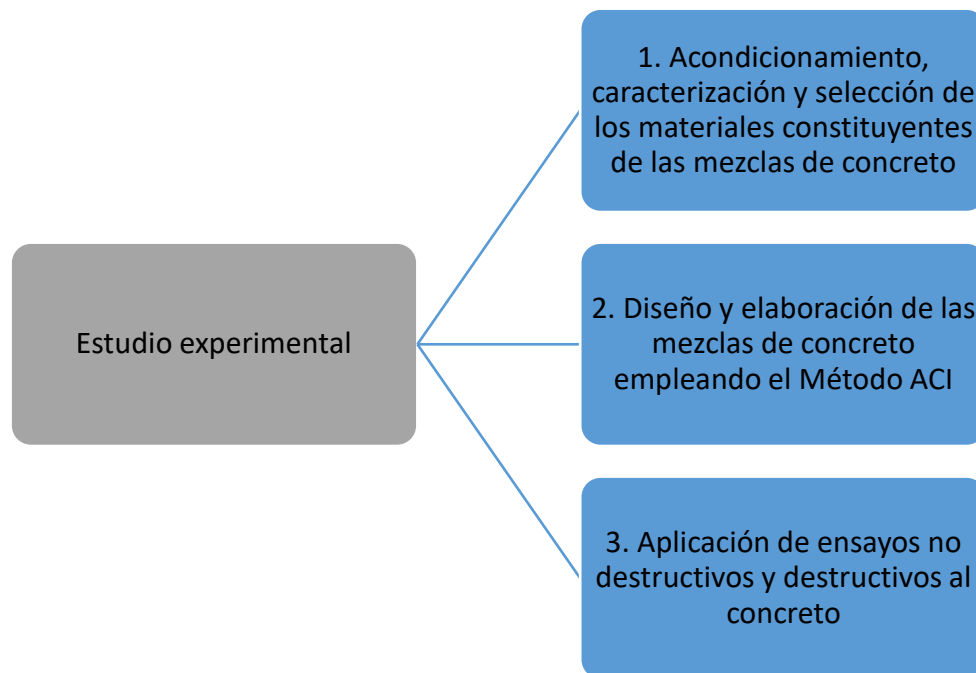 1. Acondicionamiento,
caracterización y selección de
los materiales constituyentes
de las mezclas de concreto
Estudio experimental
2. Diseño y elaboración de las
mezclas de concreto
empleando el Método ACI
3. Aplicación de ensayos no
destructivos y destructivos al
concreto